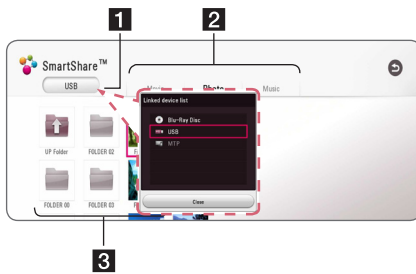 1
2
SmartShare™
USB
Photo
Music
Linked device list
Blu-Ray Disc
USB
MTP
Close
UP Folder
FOLDER 02
FOLDER 00
FOLDER 03
3